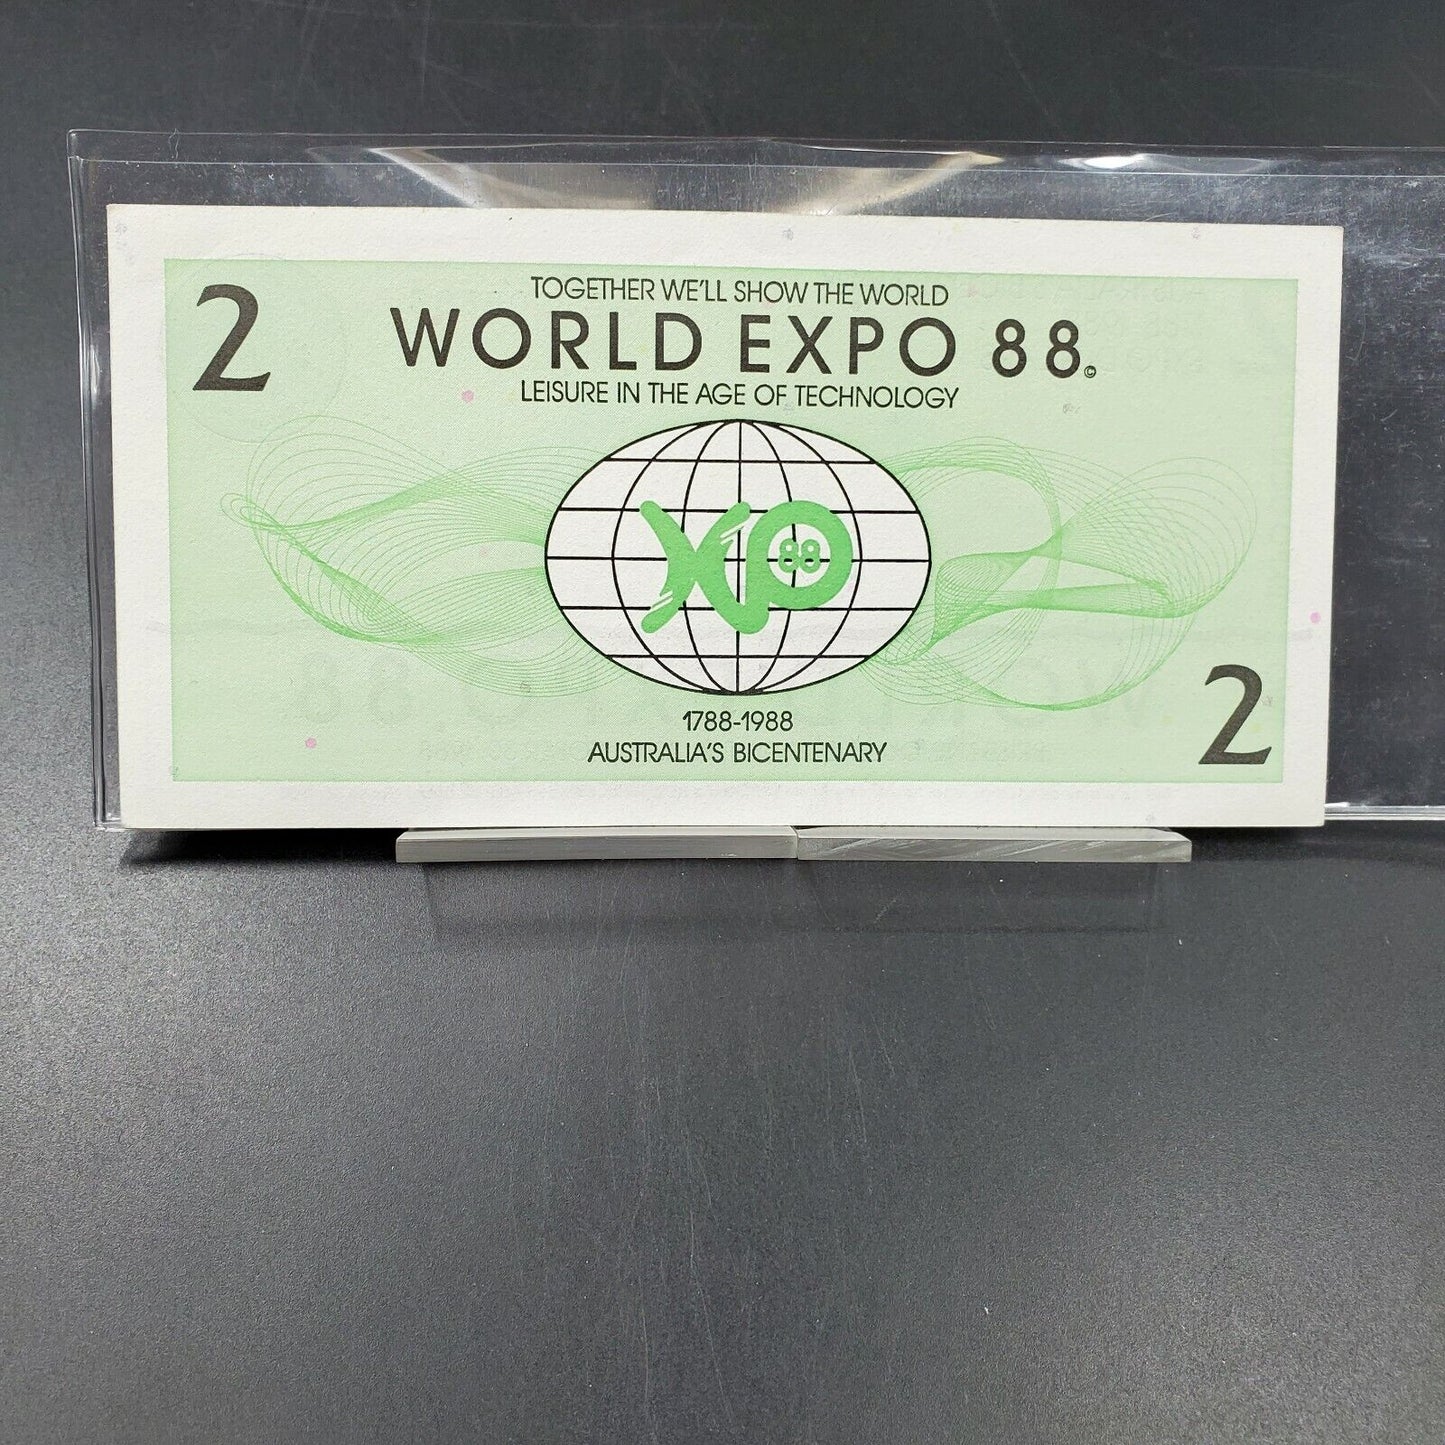 2
TOGETHER WE'LL SHOW THE WORLD
WORLD EXPO 88©
LEISURE IN THE AGE OF TECHNOLOGY
XPO
88
1788-1988
AUSTRALIA'S BICENTENARY
2